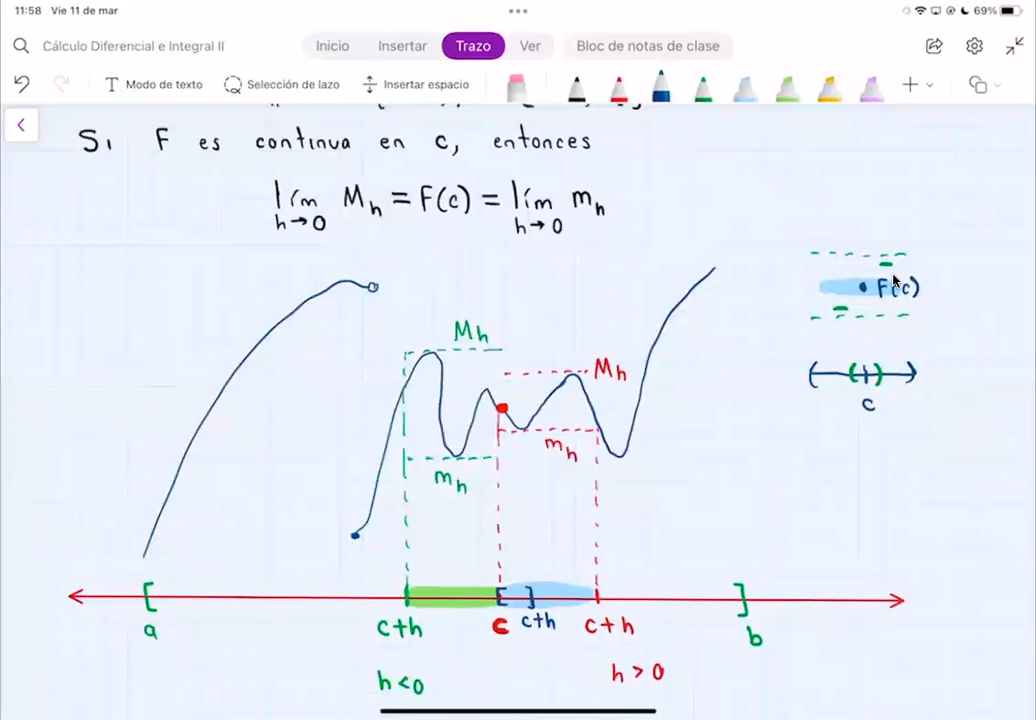 11:58 Vie 11 de mar 69%
Cálculo Diferencial e Integral II Inicio Insertar Trazo Ver Bloc de notas de clase
Modo de texto Selección de lazo Insertar espacio
Si F es continua en c, entonces
lím M_h = F(c) = lím m_h
h→0 h→0
F(c)
M_h
M_h
c
m_h
m_h
[ [ ] ]
a c+h c c+h c+h b
h<0 h>0